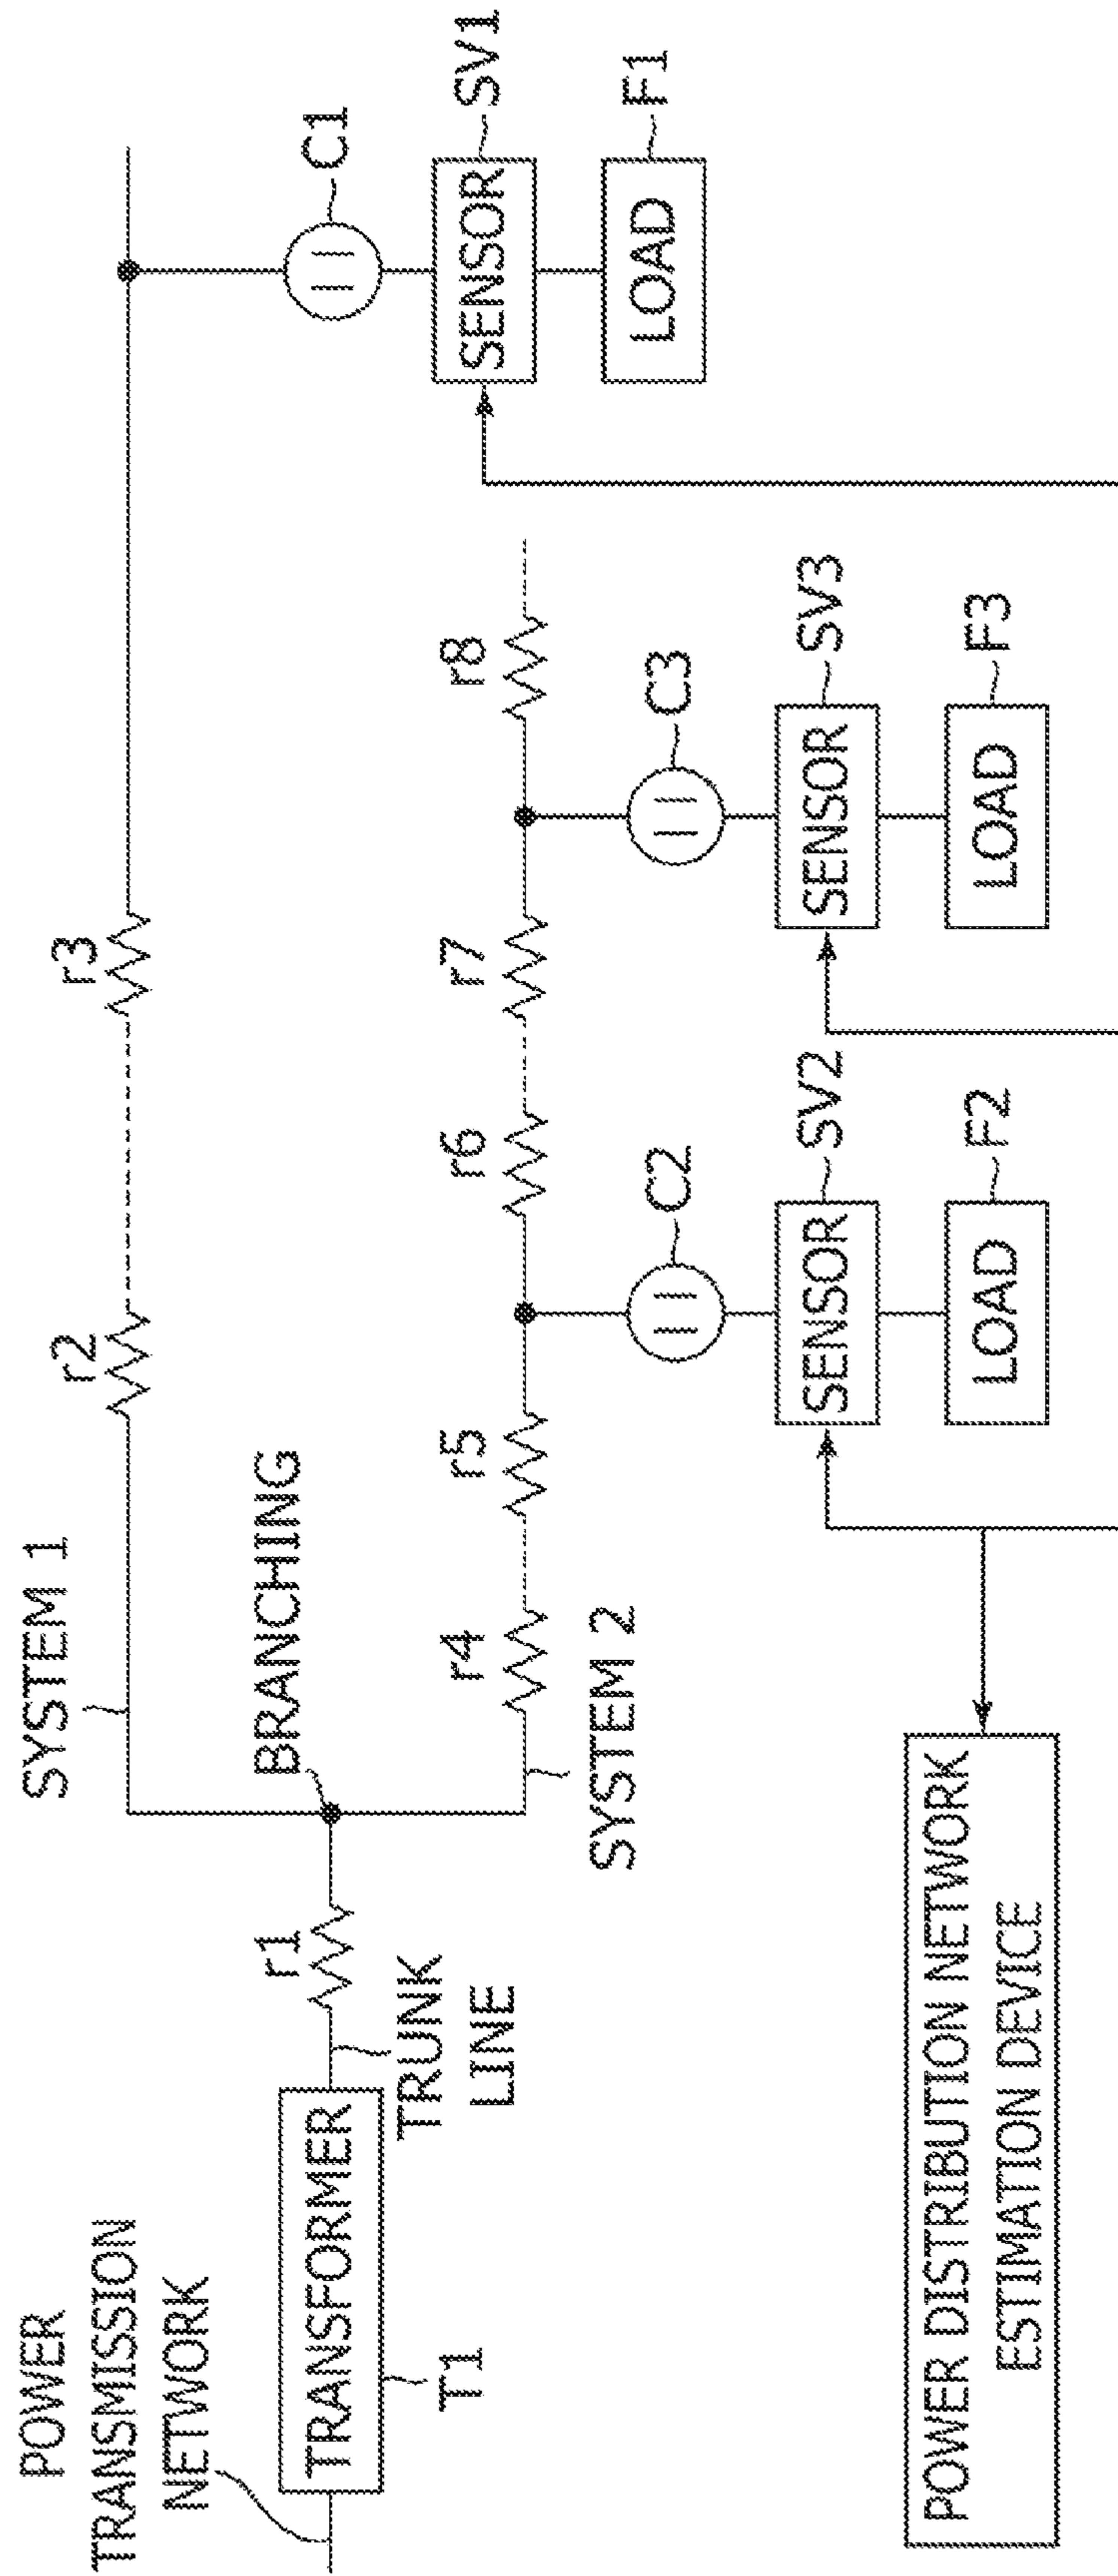 POWER
TRANSMISSION
NETWORK
TRANSFORMER
T1
TRUNK
LINE
r1
BRANCHING
SYSTEM 1
r2
r3
C1
SENSOR
SV1
LOAD
F1
SYSTEM 2
r4
r5
r6
r7
r8
C2
SENSOR
SV2
LOAD
F2
C3
SENSOR
SV3
LOAD
F3
POWER DISTRIBUTION NETWORK
ESTIMATION DEVICE